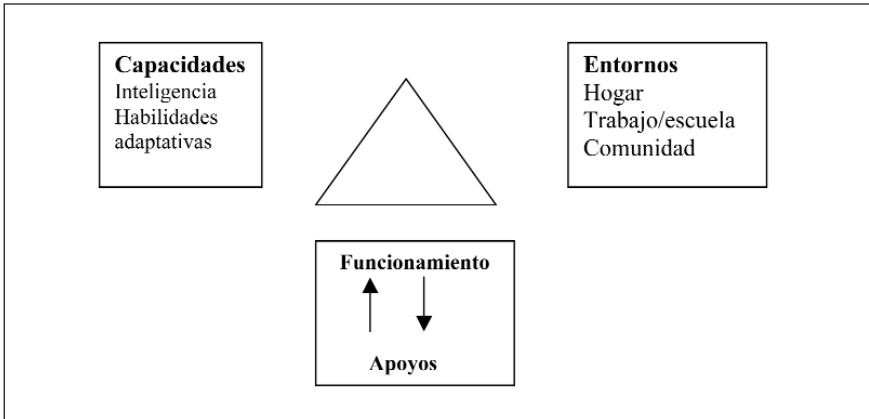 Capacidades
Inteligencia
Habilidades
adaptativas
Entornos
Hogar
Trabajo/escuela
Comunidad
Funcionamiento
Apoyos